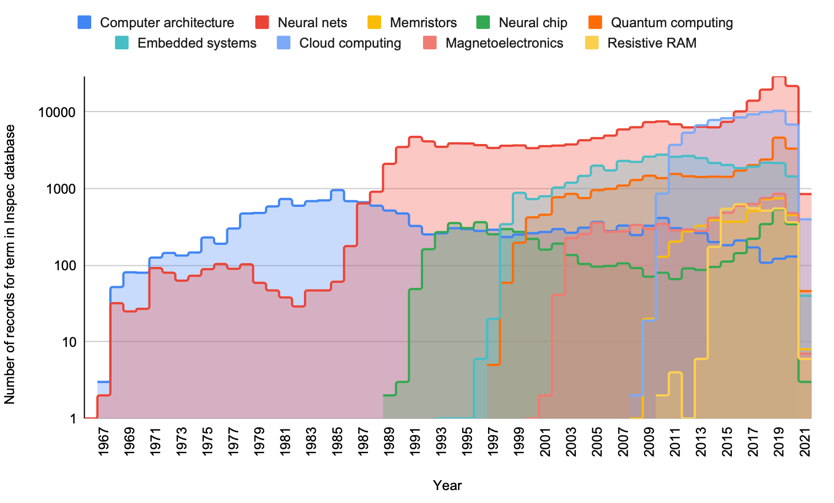 Computer architecture Neural nets Memristors Neural chip Quantum computing
Embedded systems Cloud computing Magnetoelectronics Resistive RAM
Number of records for term in Inspec database
10000
1000
100
10
1
1967 1969 1971 1973 1975 1977 1979 1981 1983 1985 1987 1989 1991 1993 1995 1997 1999 2001 2003 2005 2007 2009 2011 2013 2015 2017 2019 2021
Year